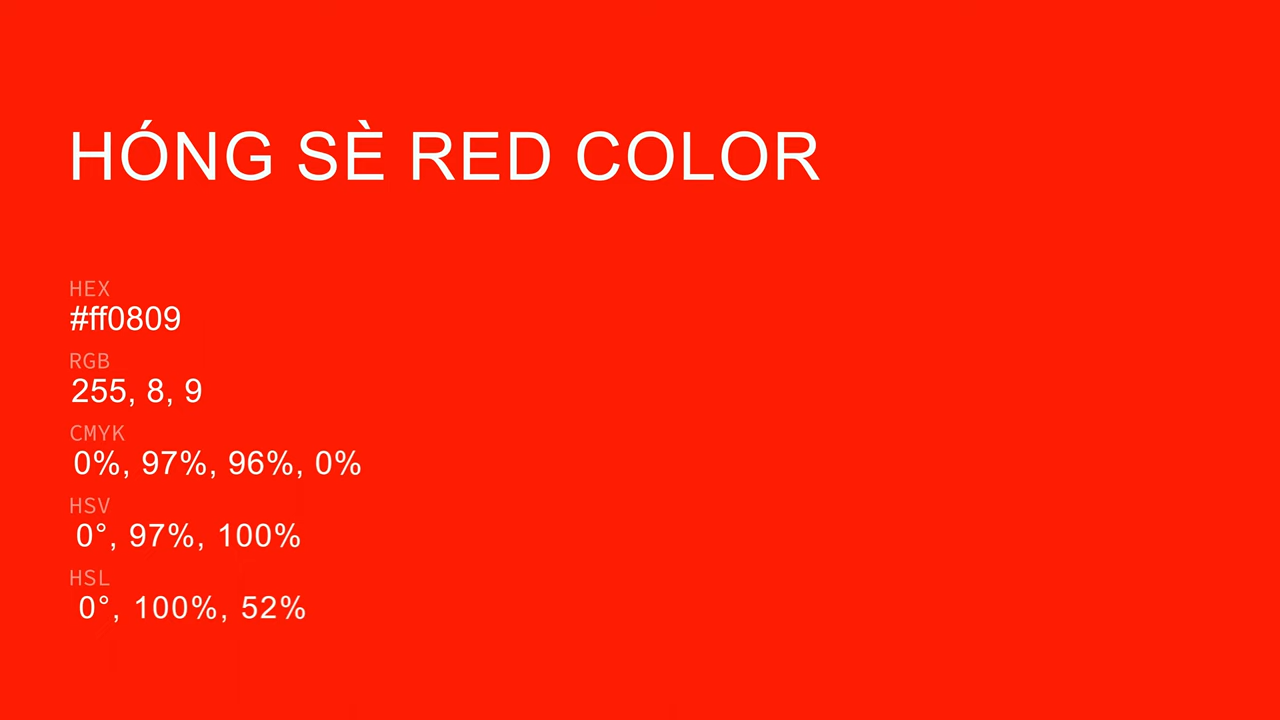 HÓNG SÈ RED COLOR
HEX
#ff0809
RGB
255, 8, 9
CMYK
0%, 97%, 96%, 0%
HSV
0°, 97%, 100%
HSL
0°, 100%, 52%